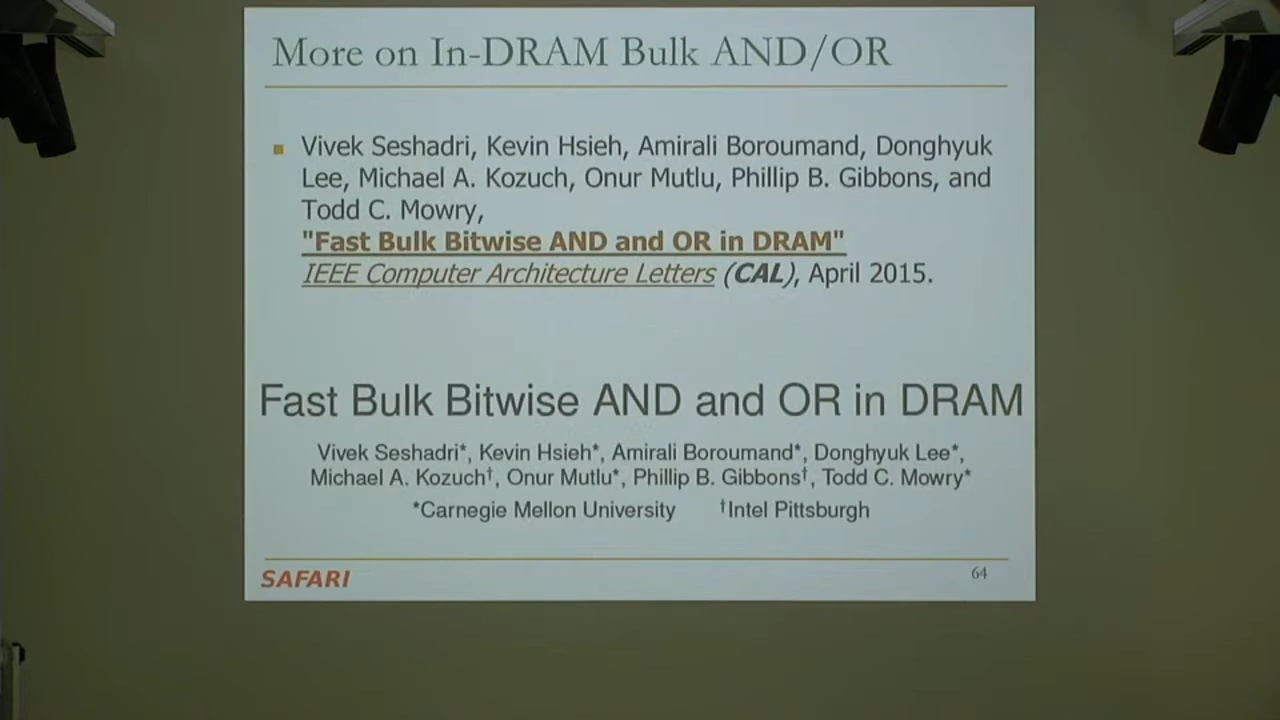 More on In-DRAM Bulk AND/OR
Vivek Seshadri, Kevin Hsieh, Amirali Boroumand, Donghyuk
Lee, Michael A. Kozuch, Onur Mutlu, Phillip B. Gibbons, and
Todd C. Mowry,
"Fast Bulk Bitwise AND and OR in DRAM"
IEEE Computer Architecture Letters (CAL), April 2015.
Fast Bulk Bitwise AND and OR in DRAM
Vivek Seshadri*, Kevin Hsieh*, Amirali Boroumand*, Donghyuk Lee*,
Michael A. Kozuch†, Onur Mutlu*, Phillip B. Gibbons†, Todd C. Mowry*
*Carnegie Mellon University †Intel Pittsburgh
SAFARI
64